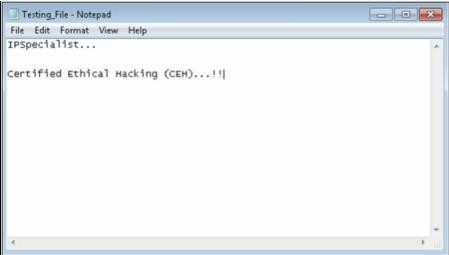 Testing_File - Notepad
File Edit Format View Help
IPSpecialist...
Certified Ethical Hacking (CEH)...!!